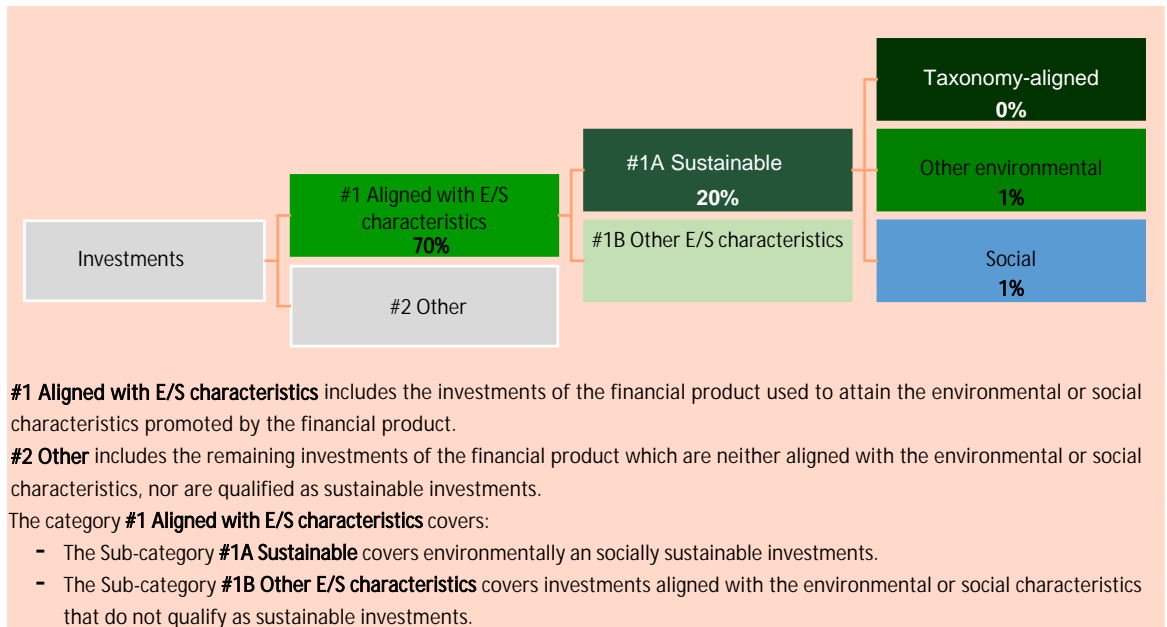 Taxonomy-aligned
0%
#1A Sustainable
20%
Other environmental
1%
#1 Aligned with E/S
characteristics
70%
#1B Other E/S characteristics
Investments
Social
1%
#2 Other
#1 Aligned with E/S characteristics includes the investments of the financial product used to attain the environmental or social
characteristics promoted by the financial product.
#2 Other includes the remaining investments of the financial product which are neither aligned with the environmental or social
characteristics, nor are qualified as sustainable investments.
The category #1 Aligned with E/S characteristics covers:
- The Sub-category #1A Sustainable covers environmentally an socially sustainable investments.
- The Sub-category #1B Other E/S characteristics covers investments aligned with the environmental or social characteristics
that do not qualify as sustainable investments.